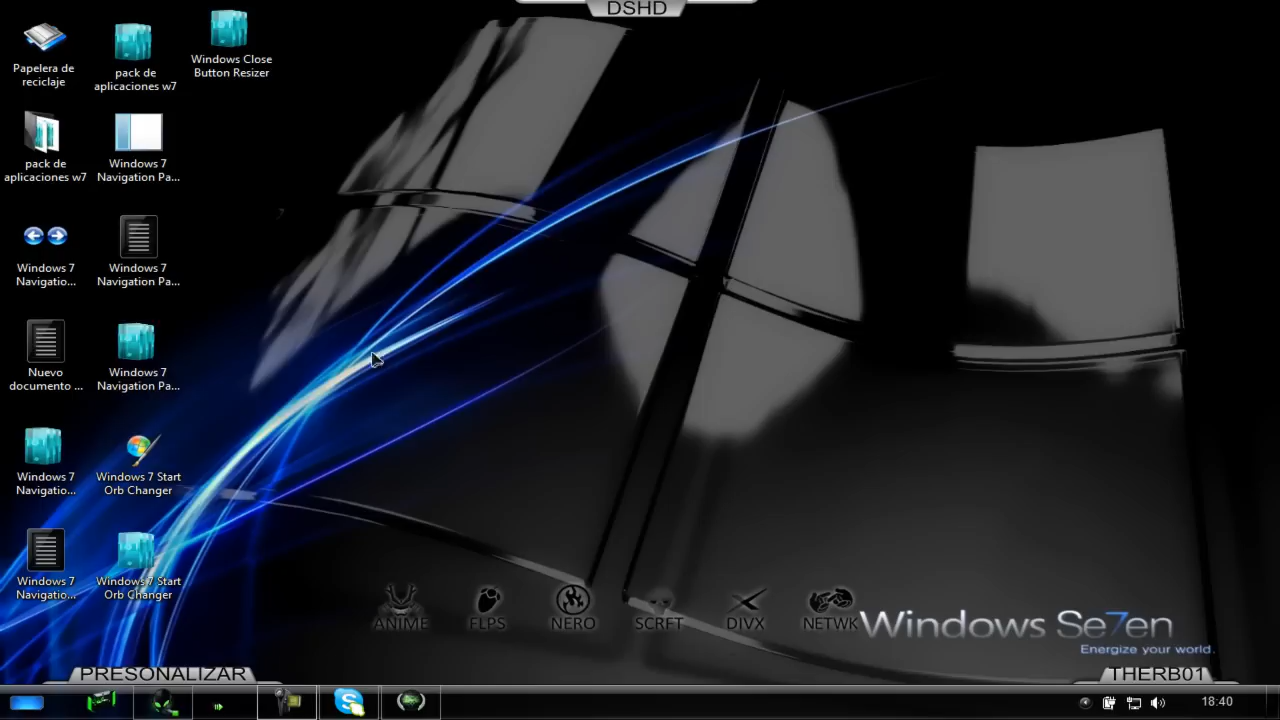 DSHD
Papelera de
reciclaje
pack de
aplicaciones w7
Windows Close
Button Resizer
pack de
aplicaciones w7
Windows 7
Navigation Pa...
Windows 7
Navigatio...
Windows 7
Navigation Pa...
Nuevo
documento ...
Windows 7
Navigation Pa...
Windows 7
Navigatio...
Windows 7 Start
Orb Changer
Windows 7
Navigatio...
Windows 7 Start
Orb Changer
ANIME
FLPS
NERO
SCRFT
DIVX
NETWK
Windows Se7en
Energize your world.
PRESONALIZAR
THERB01
18:40